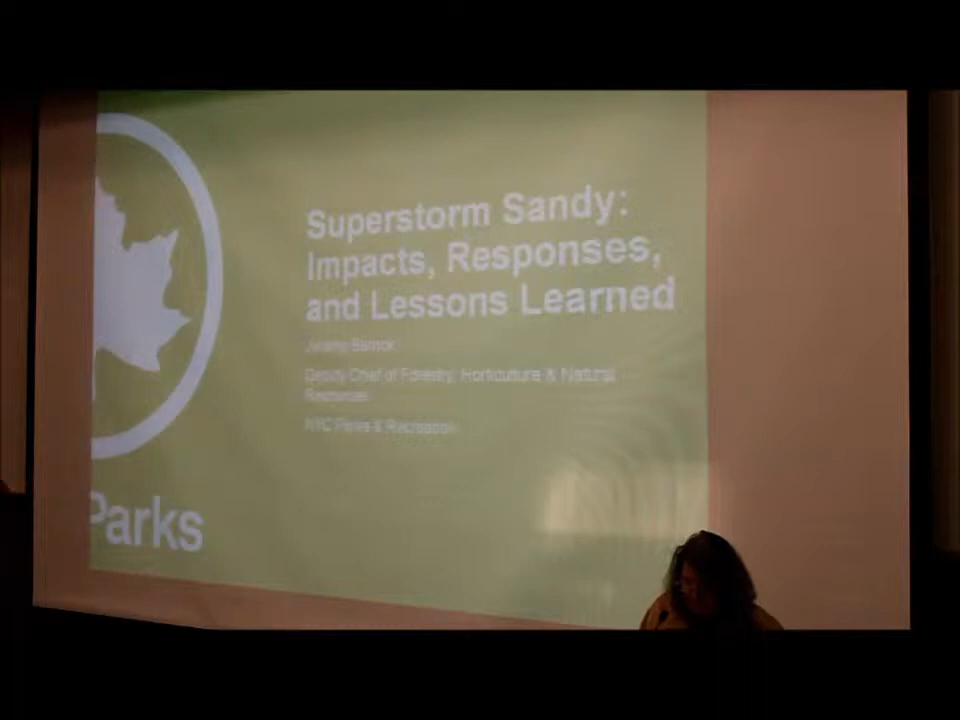 Superstorm Sandy:
Impacts, Responses,
and Lessons Learned
Deputy Chief of Forestry, Horticulture & Natural
Resources
NYC Parks & Recreation
Parks